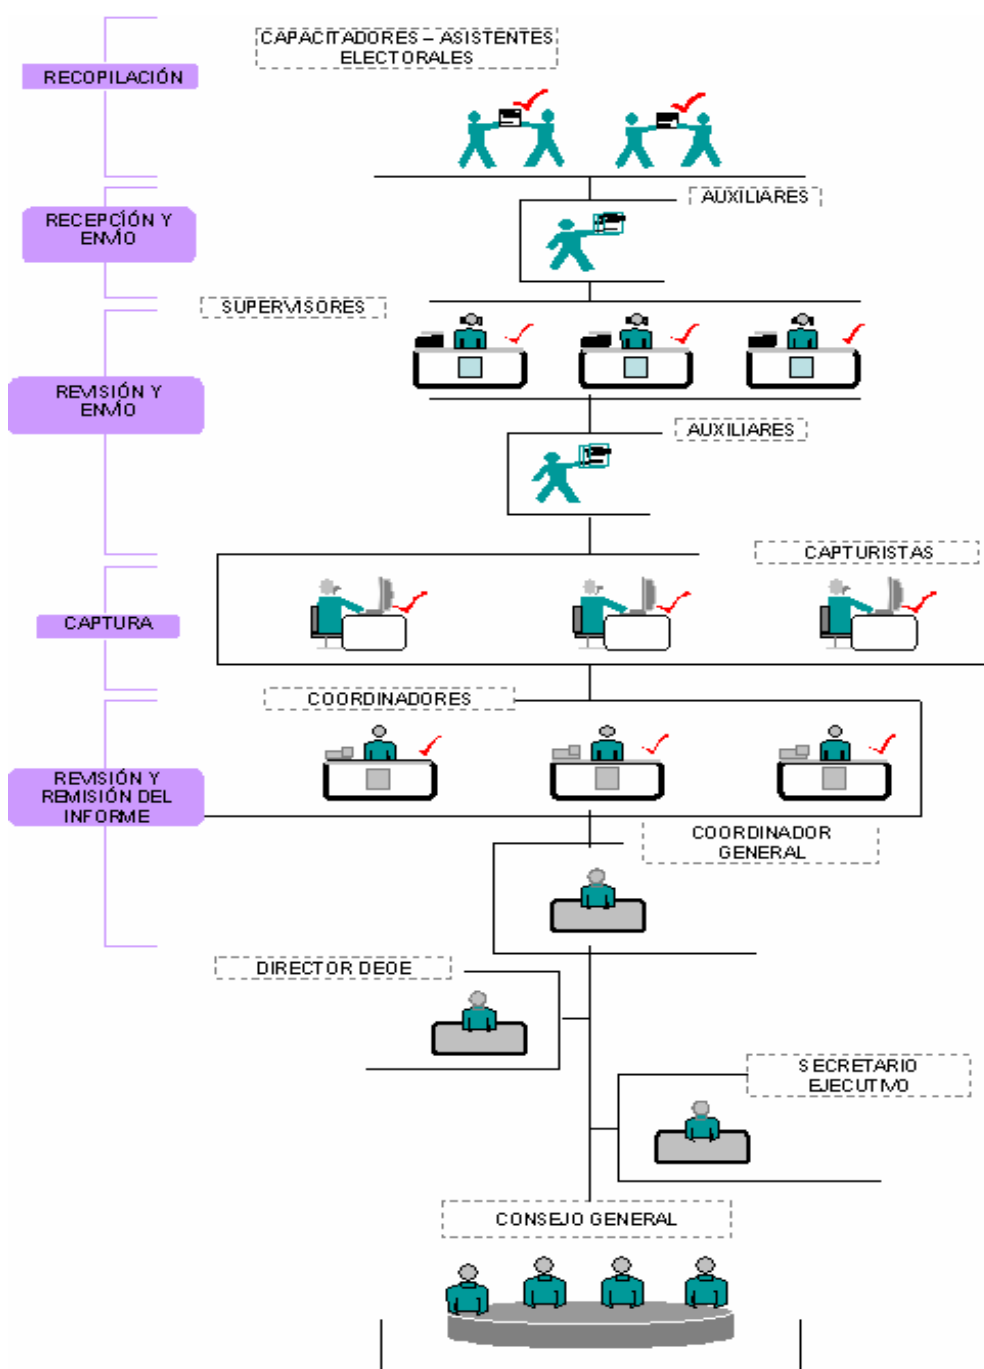 CAPACITADORES – ASISTENTES
ELECTORALES
RECOPILACIÓN
AUXILIARES
RECEPCIÓN Y
ENVÍO
SUPERVISORES
REVISIÓN Y
ENVÍO
AUXILIARES
CAPTURISTAS
CAPTURA
COORDINADORES
REVISIÓN Y
REMISIÓN DEL
INFORME
COORDINADOR
GENERAL
DIRECTOR DEOE
SECRETARIO
EJECUTIVO
CONSEJO GENERAL